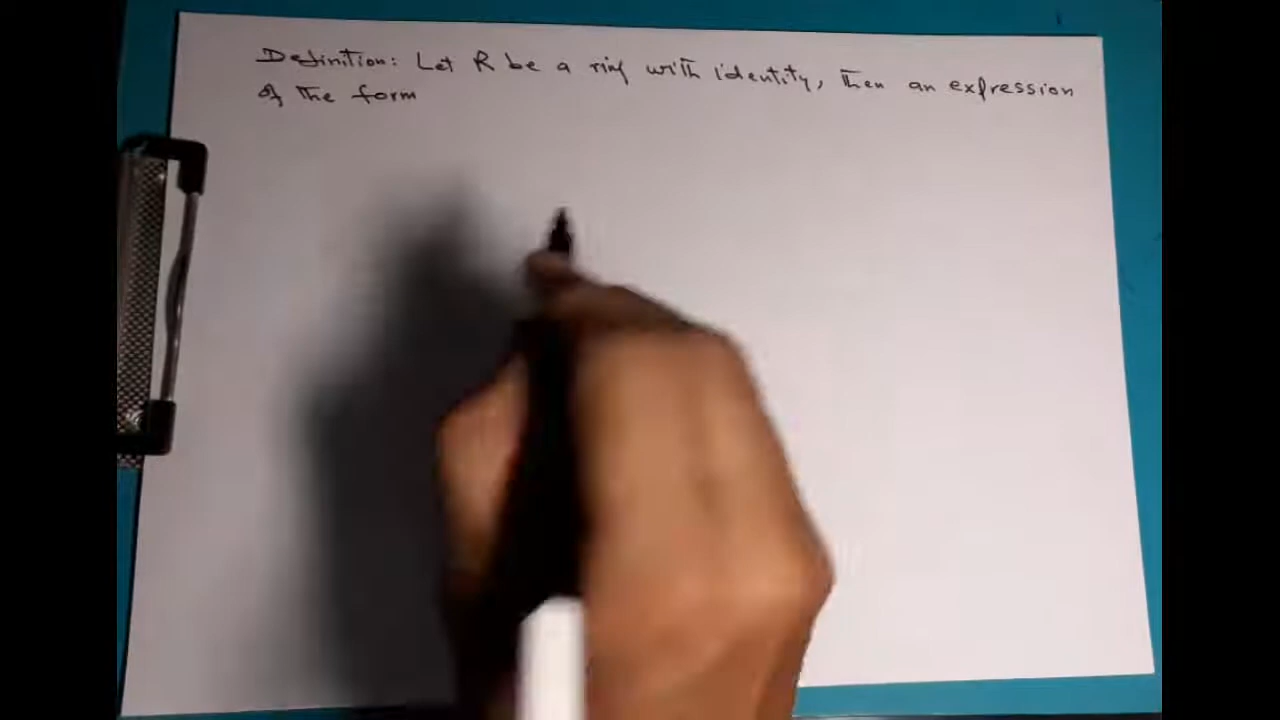 Definition: Let R be a ring with identity, Then an expression
of The form